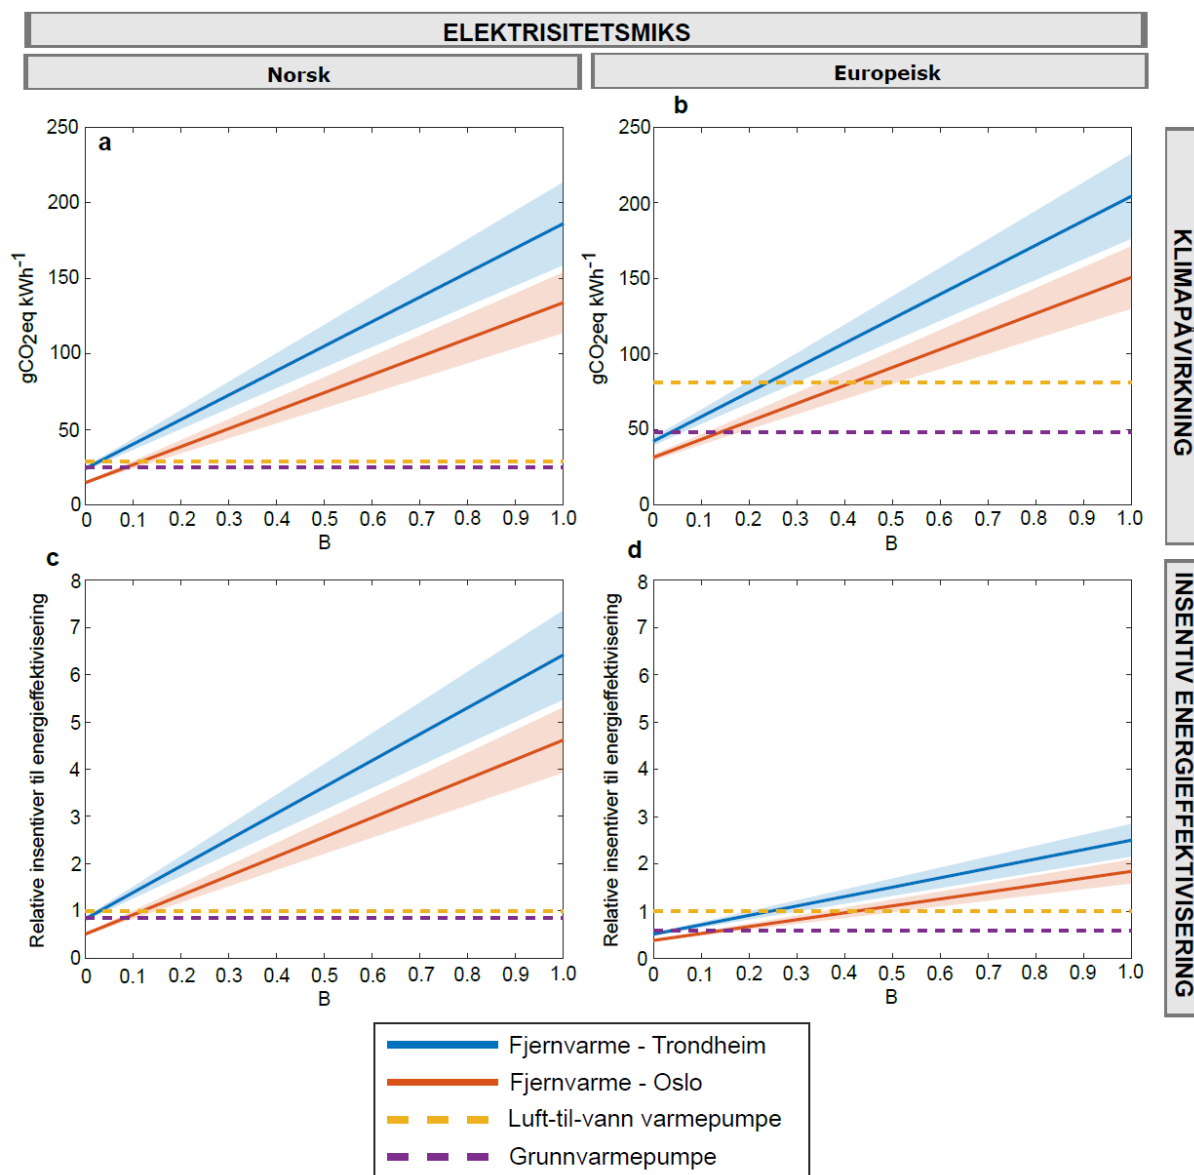 ELEKTRISITETSMIKS
Norsk
Europeisk
a
250
200
150
100
50
0
gCO2eq kWh-1
0 0.1 0.2 0.3 0.4 0.5 0.6 0.7 0.8 0.9 1.0
B
b
250
200
150
100
50
0
gCO2eq kWh-1
0 0.1 0.2 0.3 0.4 0.5 0.6 0.7 0.8 0.9 1.0
B
KLIMAPÅVIRKNING
c
8
7
6
5
4
3
2
1
0
Relative insentiver til energieffektivisering
0 0.1 0.2 0.3 0.4 0.5 0.6 0.7 0.8 0.9 1.0
B
d
8
7
6
5
4
3
2
1
0
Relative insentiver til energieffektivisering
0 0.1 0.2 0.3 0.4 0.5 0.6 0.7 0.8 0.9 1.0
B
INSENTIV ENERGIEFFEKTIVISERING
Fjernvarme - Trondheim
Fjernvarme - Oslo
Luft-til-vann varmepumpe
Grunnvarmepumpe